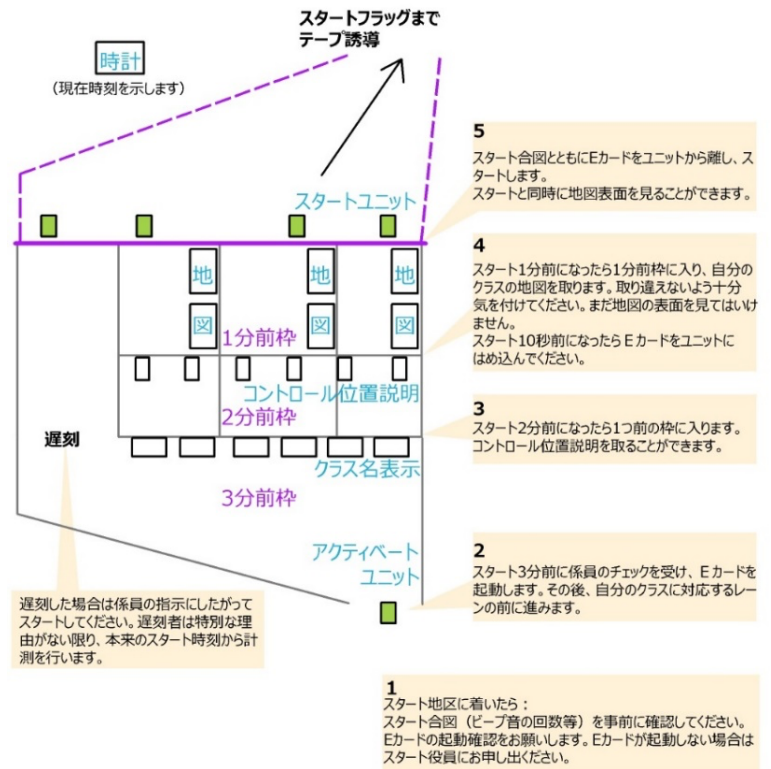 スタートフラッグまで
テープ誘導
時計
(現在時刻を示します)
5
スタート合図とともにEカードをユニットから離し、ス
タートします。
スタートと同時に地図表面を見ることができます。
スタートユニット
4
スタート1分前になったら1分前枠に入り、自分の
クラスの地図を取ります。取り違えないよう十分
気を付けてください。まだ地図の表面を見てはいけ
ません。
スタート10秒前になったらEカードをユニットに
はめ込んでください。
地 地 地
図 図 図
1分前枠
コントロール位置説明
2分前枠
3
スタート2分前になったら1つ前の枠に入ります。
コントロール位置説明を取ることができます。
遅刻
クラス名表示
3分前枠
アクティベート
ユニット
2
スタート3分前に係員のチェックを受け、Eカードを
起動します。その後、自分のクラスに対応するレー
ンの前に進みます。
遅刻した場合は係員の指示にしたがって
スタートしてください。遅刻者は特別な理
由がない限り、本来のスタート時刻から計
測を行います。
1
スタート地区に着いたら:
スタート合図(ビープ音の回数等)を事前に確認してください。
Eカードの起動確認をお願いします。Eカードが起動しない場合は
スタート役員にお申し出ください。